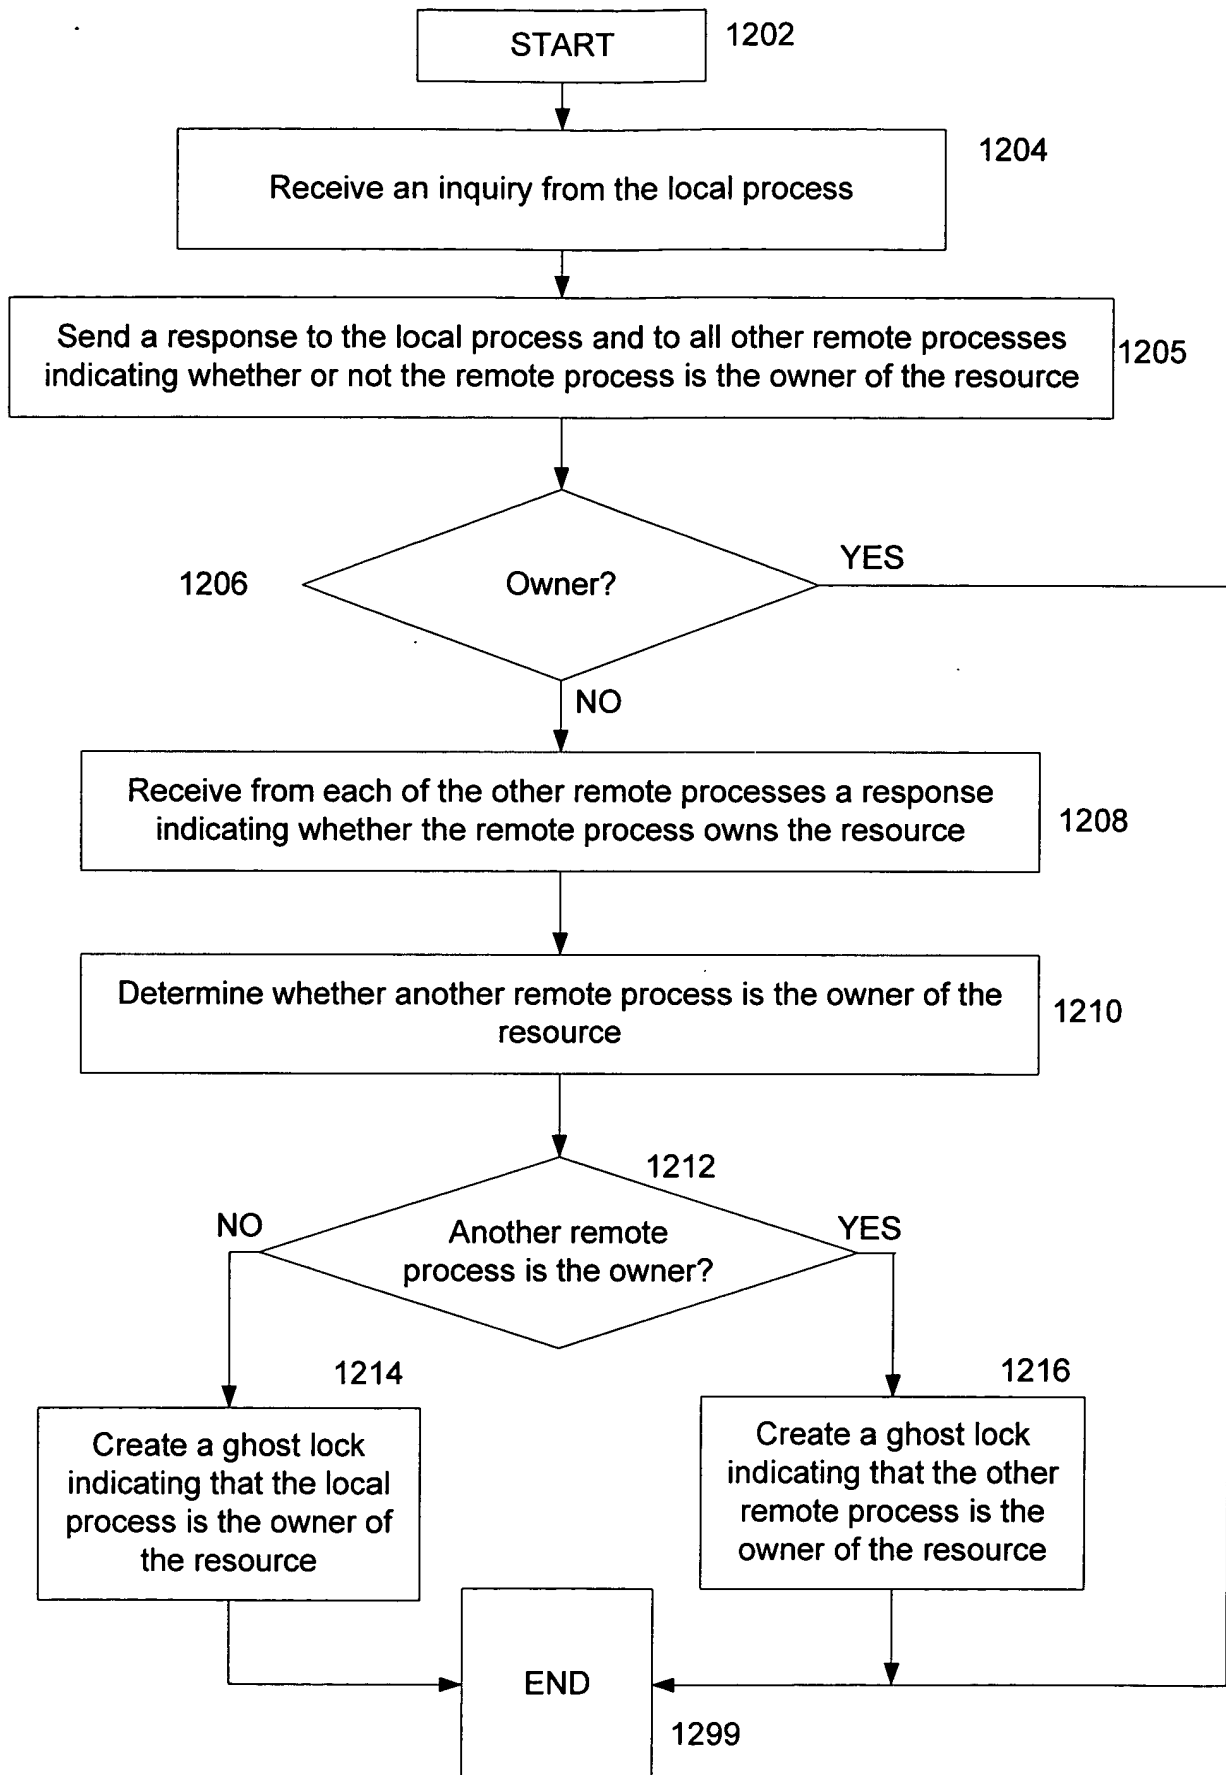 START
1202
1204
Receive an inquiry from the local process
Send a response to the local process and to all other remote processes
indicating whether or not the remote process is the owner of the resource
1205
1206
Owner?
YES
NO
Receive from each of the other remote processes a response
indicating whether the remote process owns the resource
1208
Determine whether another remote process is the owner of the
resource
1210
1212
NO
Another remote
process is the owner?
YES
1214
Create a ghost lock
indicating that the local
process is the owner of
the resource
1216
Create a ghost lock
indicating that the other
remote process is the
owner of the resource
END
1299